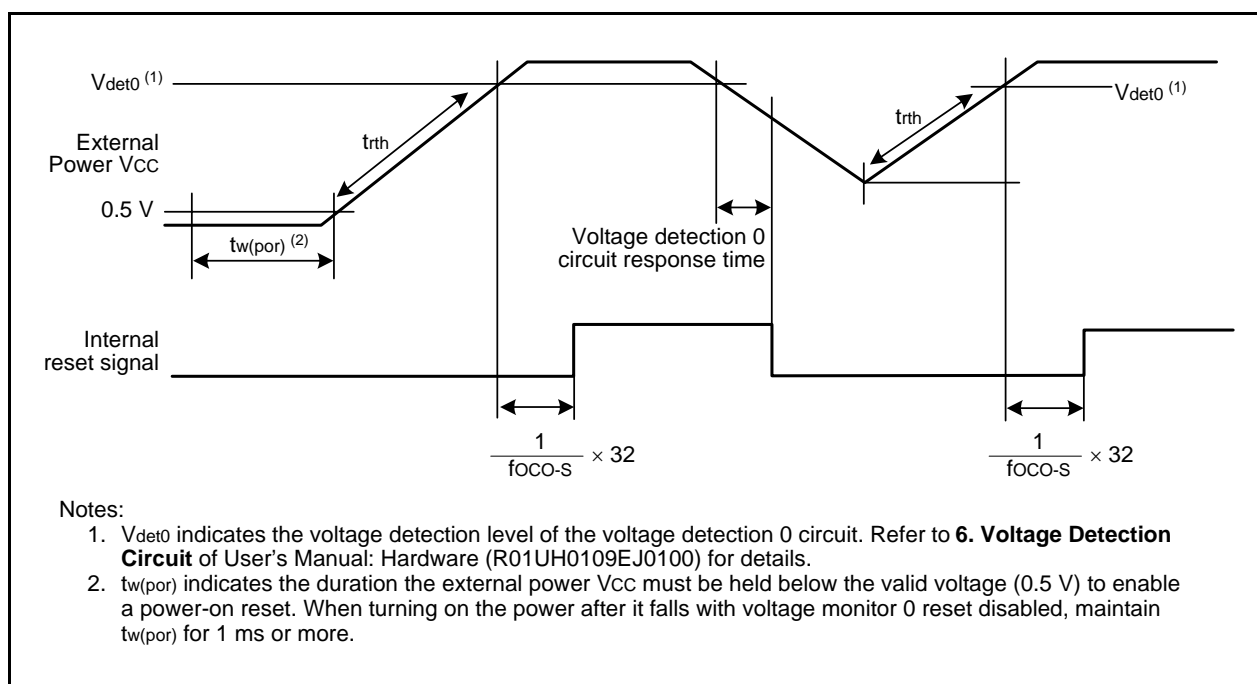 Vdet0 (1)
Vdet0 (1)
trth
trth
External
Power VCC
0.5 V
tw(por) (2)
Voltage detection 0
circuit response time
Internal
reset signal
1
fOCO-S
× 32
1
fOCO-S
× 32
Notes:
1. Vdet0 indicates the voltage detection level of the voltage detection 0 circuit. Refer to 6. Voltage Detection
Circuit of User's Manual: Hardware (R01UH0109EJ0100) for details.
2. tw(por) indicates the duration the external power VCC must be held below the valid voltage (0.5 V) to enable
a power-on reset. When turning on the power after it falls with voltage monitor 0 reset disabled, maintain
tw(por) for 1 ms or more.